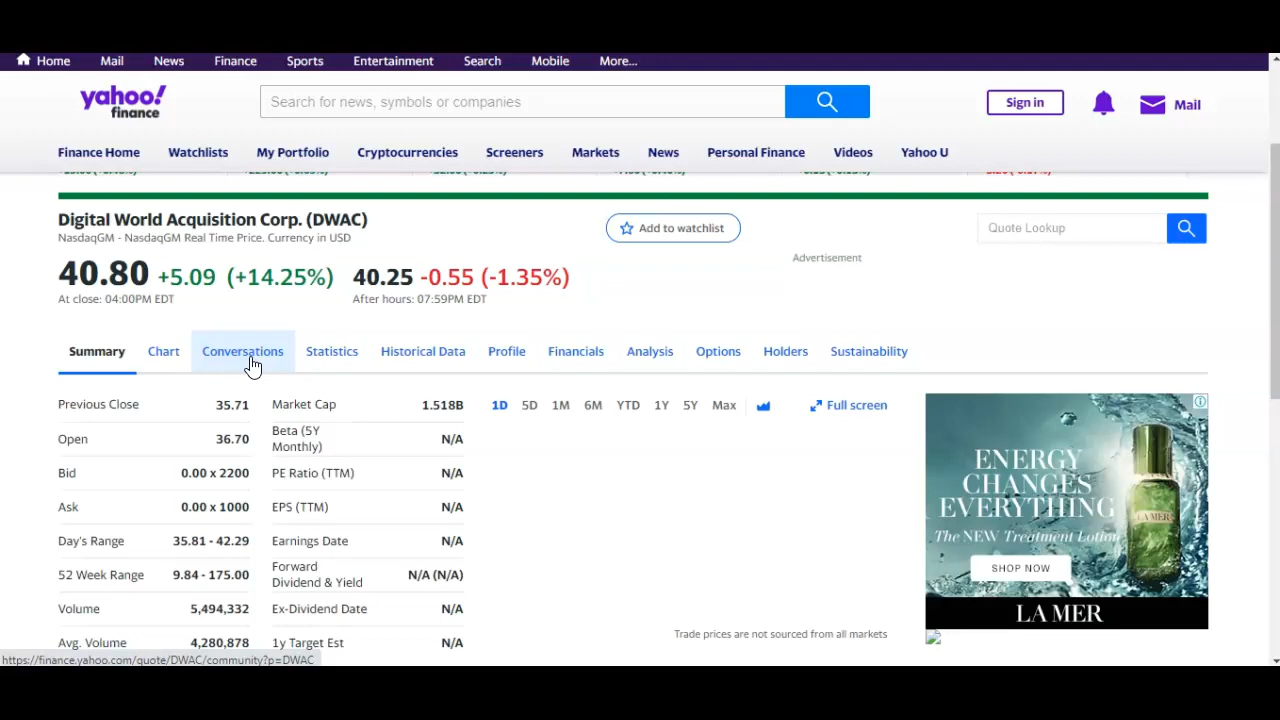 Home Mail News Finance Sports Entertainment Search Mobile More...
yahoo!
finance
Search for news, symbols or companies
Sign in
Mail
Finance Home Watchlists My Portfolio Cryptocurrencies Screeners Markets News Personal Finance Videos Yahoo U
Digital World Acquisition Corp. (DWAC)
NasdaqGM - NasdaqGM Real Time Price. Currency in USD
Add to watchlist
Quote Lookup
Advertisement
40.80 +5.09 (+14.25%) 40.25 -0.55 (-1.35%)
At close: 04:00PM EDT After hours: 07:59PM EDT
Summary Chart Conversations Statistics Historical Data Profile Financials Analysis Options Holders Sustainability
Previous Close 35.71 Market Cap 1.518B
1D 5D 1M 6M YTD 1Y 5Y Max Full screen
Open 36.70 Beta (5Y Monthly) N/A
Bid 0.00 x 2200 PE Ratio (TTM) N/A
Ask 0.00 x 1000 EPS (TTM) N/A
Day's Range 35.81 - 42.29 Earnings Date N/A
52 Week Range 9.84 - 175.00 Forward Dividend & Yield N/A (N/A)
Volume 5,494,332 Ex-Dividend Date N/A
Avg. Volume 4,280,878 1y Target Est N/A
Trade prices are not sourced from all markets
ENERGY
CHANGES
EVERYTHING
The NEW Treatment Lotion
SHOP NOW
LA MER
LA MER
https://finance.yahoo.com/quote/DWAC/community?p=DWAC